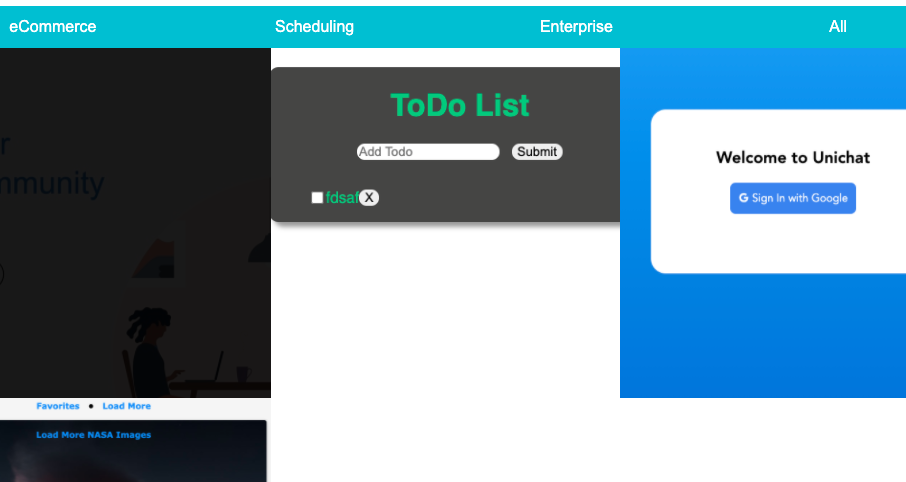 eCommerce
Scheduling
Enterprise
All
ToDo List
Add Todo
Submit
fdsaf
X
Welcome to Unichat
G Sign In with Google
Favorites • Load More
Load More NASA Images